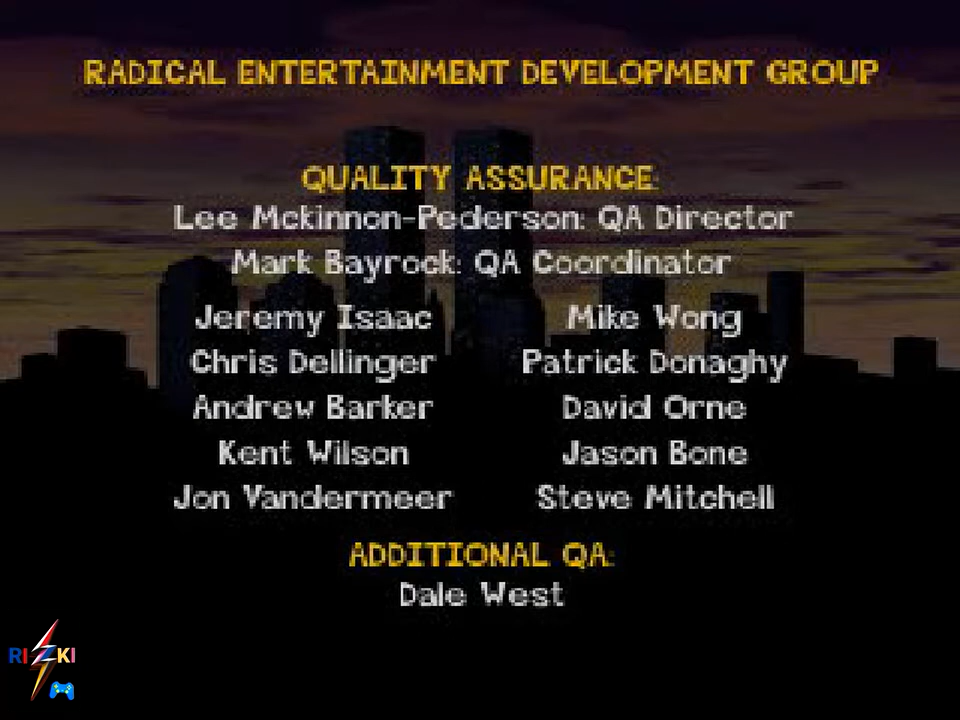 RADICAL ENTERTAINMENT DEVELOPMENT GROUP
QUALITY ASSURANCE:
Lee Mckinnon-Pederson: QA Director
Mark Bayrock: QA Coordinator
Jeremy Isaac Mike Wong
Chris Dellinger Patrick Donaghy
Andrew Barker David Orne
Kent Wilson Jason Bone
Jon Vandermeer Steve Mitchell
ADDITIONAL QA:
Dale West
RIZKI